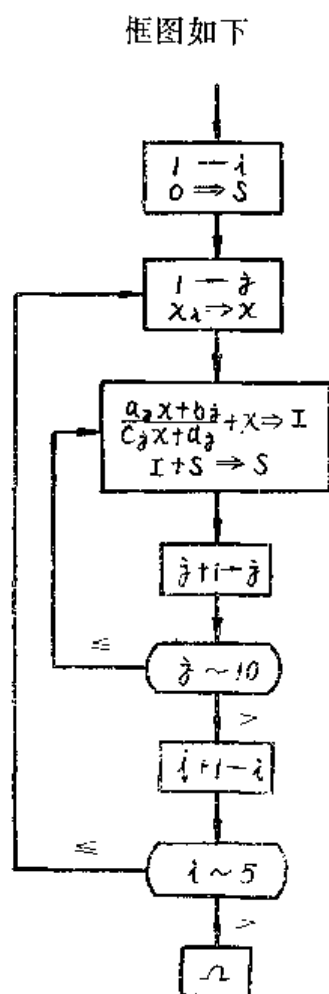 框图如下
1 — i
0 ⇒ S
1 — j
x_i ⇒ x
(a_j x + b_j) / (c_j x + d_j) + x ⇒ I
I + S ⇒ S
j + 1 — j
≤
j ~ 10
>
i + 1 — i
≤
i ~ 5
>
Ω